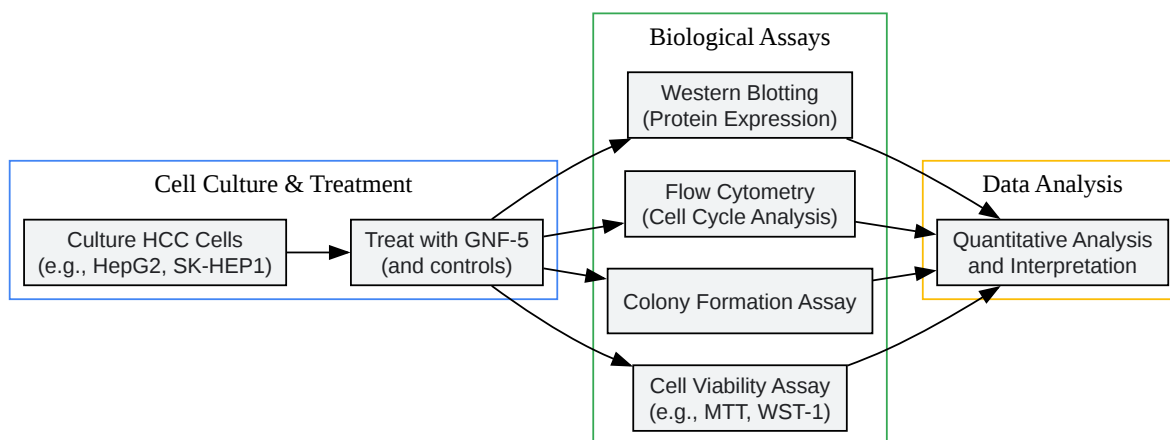 Biological Assays
Western Blotting
(Protein Expression)
Cell Culture & Treatment
Flow Cytometry
(Cell Cycle Analysis)
Data Analysis
Culture HCC Cells
(e.g., HepG2, SK-HEP1)
Treat with GNF-5
(and controls)
Quantitative Analysis
and Interpretation
Colony Formation Assay
Cell Viability Assay
(e.g., MTT, WST-1)